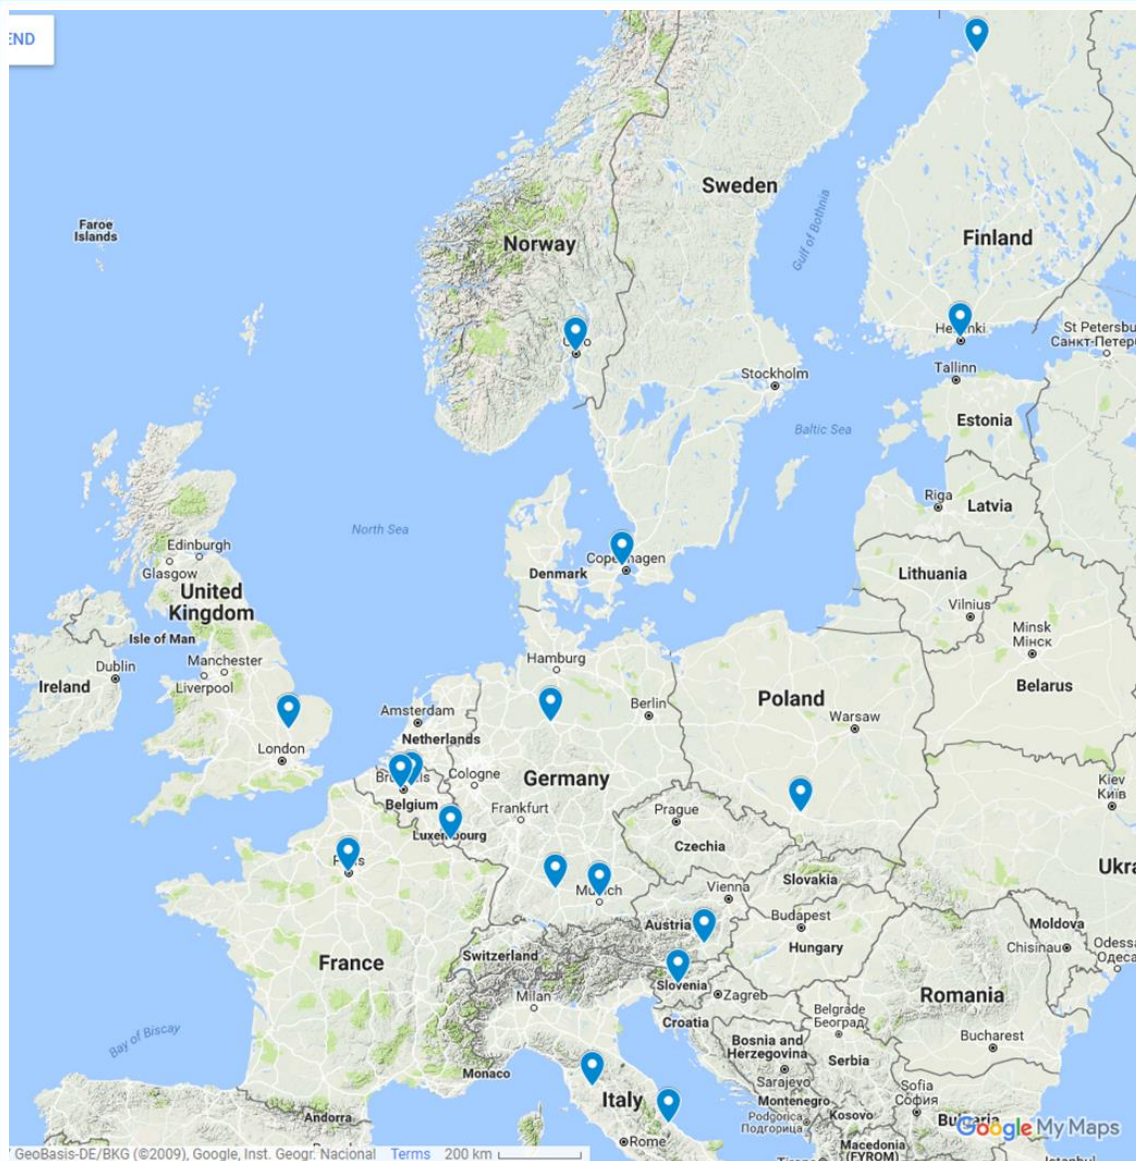 END
Faroe
Islands
Sweden
Norway
Finland
Gulf of Bothnia
St Petersbu
Санкт-Петерб
Tallinn
Stockholm
Estonia
Baltic Sea
Riga
Latvia
North Sea
Edinburgh
Glasgow
Denmark
Lithuania
United
Kingdom
Vilnius
Minsk
Мінск
Isle of Man
Dublin
Manchester
Liverpool
Ireland
Hamburg
Belarus
Poland
Berlin
Amsterdam
Warsaw
Netherlands
London
Cologne
Germany
Kiev
Київ
Belgium
Frankfurt
Prague
Czechia
Ukra
Slovakia
Vienna
Budapest
Austria
Hungary
Moldova
Chisinau
Odessa
Одеса
Switzerland
France
Slovenia
Zagreb
Milan
Romania
Belgrade
Београд
Croatia
Bay of Biscay
Bosnia and
Herzegovina
Serbia
Bucharest
Monaco
Sarajevo
Sofia
София
Italy
Montenegro
Andorra
Podgorica
Подгорица
Kosovo
Google My Maps
Rome
Macedonia
(FYROM)
GeoBasis-DE/BKG (©2009), Google, Inst. Geogr. Nacional Terms 200 km